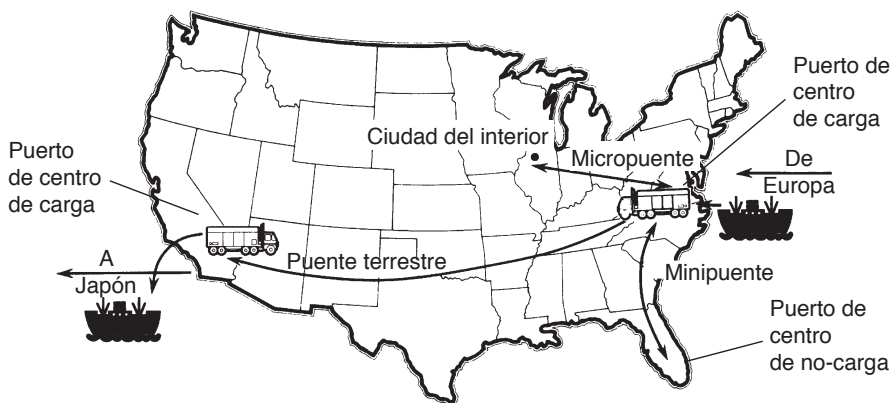 Puerto de
centro
de carga
Ciudad del interior
Micropuente
De
Europa
Puerto
de centro
de carga
A
Japón
Puente terrestre
Minipuente
Puerto de
centro
de no-carga